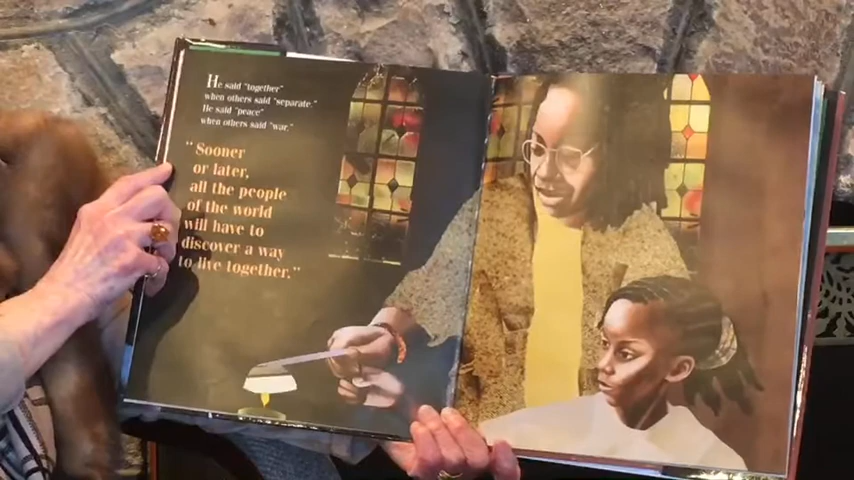 He said "together"
when others said "separate."
He said "peace"
when others said "war."
"Sooner
or later,
all the people
of the world
will have to
discover a way
to live together."